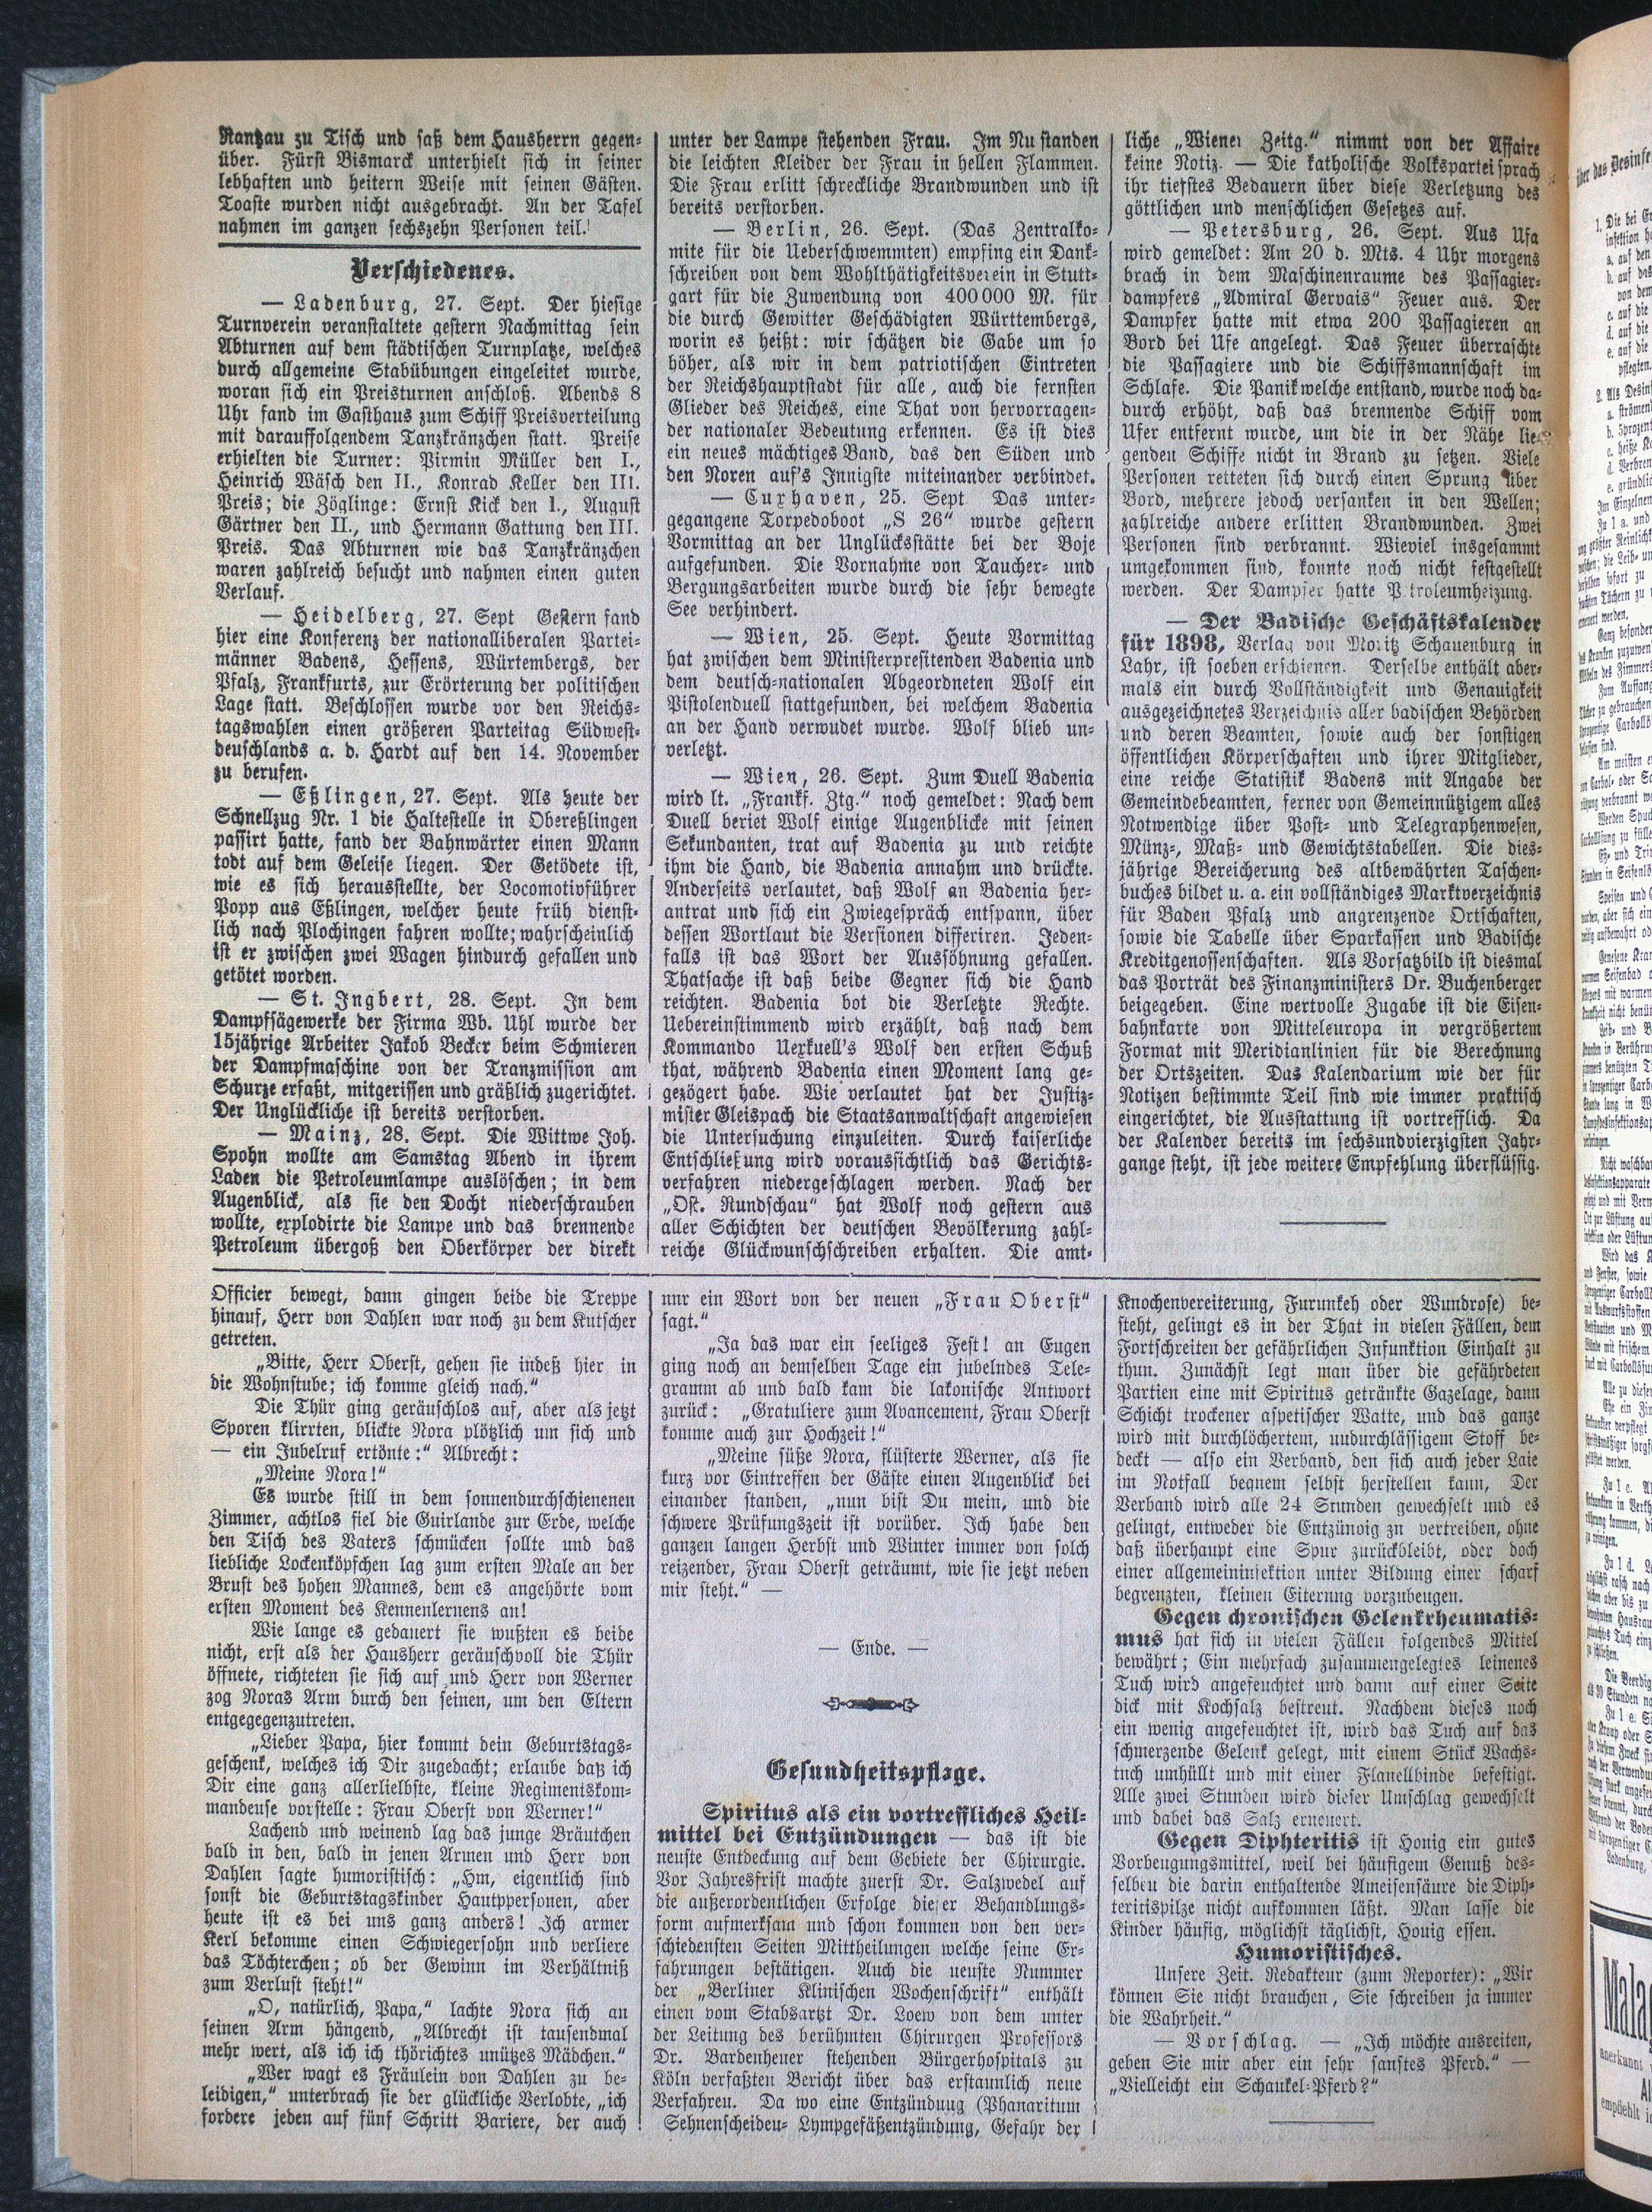 Rantzau zu Tisch und saß dem Hausherrn gegen-
über. Fürst Bismarck unterhielt sich in seiner
lebhaften und heitern Weise mit seinen Gästen.
Toaste wurden nicht ausgebracht. An der Tafel
nahmen im ganzen sechszehn Personen teil.
Verschiedenes.
— Ladenburg, 27. Sept. Der hiesige
Turnverein veranstaltete gestern Nachmittag sein
Abturnen auf dem städtischen Turnplatze, welches
durch allgemeine Stabübungen eingeleitet wurde,
woran sich ein Preisturnen anschloß. Abends 8
Uhr fand im Gasthaus zum Schiff Preisverteilung
mit darauffolgendem Tanzkränzchen statt. Preise
erhielten die Turner: Pirmin Müller den I.,
Heinrich Wäsch den II., Konrad Keller den III.
Preis; die Zöglinge: Ernst Kick den I., August
Gärtner den II., und Hermann Gattung den III.
Preis. Das Abturnen wie das Tanzkränzchen
waren zahlreich besucht und nahmen einen guten
Verlauf.
— Heidelberg, 27. Sept Gestern fand
hier eine Konferenz der nationalliberalen Partei-
männer Badens, Hessens, Würtembergs, der
Pfalz, Frankfurts, zur Erörterung der politischen
Lage statt. Beschlossen wurde vor den Reichs-
tagswahlen einen größeren Parteitag Südwest-
deuschlands a. d. Hardt auf den 14. November
zu berufen.
— Eßlingen, 27. Sept. Als heute der
Schnellzug Nr. 1 die Haltestelle in Obereßlingen
passirt hatte, fand der Bahnwärter einen Mann
todt auf dem Geleise liegen. Der Getödete ist,
wie es sich herausstellte, der Locomotivführer
Popp aus Eßlingen, welcher heute früh dienst-
lich nach Plochingen fahren wollte; wahrscheinlich
ist er zwischen zwei Wagen hindurch gefallen und
getötet worden.
— St. Ingbert, 28. Sept. In dem
Dampfsägewerke der Firma Wb. Uhl wurde der
15jährige Arbeiter Jakob Becker beim Schmieren
der Dampfmaschine von der Tranzmission am
Schurze erfaßt, mitgerissen und gräßlich zugerichtet.
Der Unglückliche ist bereits verstorben.
— Mainz, 28. Sept. Die Wittwe Joh.
Spohn wollte am Samstag Abend in ihrem
Laden die Petroleumlampe auslöschen; in dem
Augenblick, als sie den Docht niederschrauben
wollte, explodirte die Lampe und das brennende
Petroleum übergoß den Oberkörper der direkt
unter der Lampe stehenden Frau. Im Nu standen
die leichten Kleider der Frau in hellen Flammen.
Die Frau erlitt schreckliche Brandwunden und ist
bereits verstorben.
— Berlin, 26. Sept. (Das Zentralko-
mite für die Ueberschwemmten) empfing ein Dank-
schreiben von dem Wohlthätigkeitsverein in Stutt-
gart für die Zuwendung von 400000 M. für
die durch Gewitter Geschädigten Württembergs,
worin es heißt: wir schätzen die Gabe um so
höher, als wir in dem patriotischen Eintreten
der Reichshauptstadt für alle, auch die fernsten
Glieder des Reiches, eine That von hervorragen-
der nationaler Bedeutung erkennen. Es ist dies
ein neues mächtiges Band, das den Süden und
den Noren auf's Innigste miteinander verbindet.
— Cuxhaven, 25. Sept Das unter-
gegangene Torpedoboot „S 26“ wurde gestern
Vormittag an der Unglücksstätte bei der Boje
aufgefunden. Die Vornahme von Taucher- und
Bergungsarbeiten wurde durch die sehr bewegte
See verhindert.
— Wien, 25. Sept. Heute Vormittag
hat zwischen dem Ministerpresitenden Badenia und
dem deutsch-nationalen Abgeordneten Wolf ein
Pistolenduell stattgefunden, bei welchem Badenia
an der Hand verwudet wurde. Wolf blieb un-
verletzt.
— Wien, 26. Sept. Zum Duell Badenia
wird lt. „Frankf. Ztg.“ noch gemeldet: Nach dem
Duell beriet Wolf einige Augenblicke mit seinen
Sekundanten, trat auf Badenia zu und reichte
ihm die Hand, die Badenia annahm und drückte.
Anderseits verlautet, daß Wolf an Badenia her-
antrat und sich ein Zwiegespräch entspann, über
dessen Wortlaut die Versionen differiren. Jeden-
falls ist das Wort der Aussöhnung gefallen.
Thatsache ist daß beide Gegner sich die Hand
reichten. Badenia bot die Verletzte Rechte.
Uebereinstimmend wird erzählt, daß nach dem
Kommando Uexkuell's Wolf den ersten Schuß
that, während Badenia einen Moment lang ge-
gezögert habe. Wie verlautet hat der Justiz-
mister Gleispach die Staatsanwaltschaft angewiesen
die Untersuchung einzuleiten. Durch kaiserliche
Entschließung wird voraussichtlich das Gerichts-
verfahren niedergeschlagen werden. Nach der
„Ost. Rundschau“ hat Wolf noch gestern aus
aller Schichten der deutschen Bevölkerung zahl-
reiche Glückwunschschreiben erhalten. Die amt-
liche „Wiener Zeitg.“ nimmt von der Affaire
keine Notiz. — Die katholische Volkspartei sprach
ihr tiefstes Bedauern über diese Verletzung des
göttlichen und menschlichen Gesetzes auf.
— Petersburg, 26. Sept. Aus Ufa
wird gemeldet: Am 20 d. Mts. 4 Uhr morgens
brach in dem Maschinenraume des Passagier-
dampfers „Admiral Gervais“ Feuer aus. Der
Dampfer hatte mit etwa 200 Passagieren an
Bord bei Ufe angelegt. Das Feuer überraschte
die Passagiere und die Schiffsmannschaft im
Schlafe. Die Panik welche entstand, wurde noch da-
durch erhöht, daß das brennende Schiff vom
Ufer entfernt wurde, um die in der Nähe lie-
genden Schiffe nicht in Brand zu setzen. Viele
Personen retteten sich durch einen Sprung über
Bord, mehrere jedoch versanken in den Wellen;
zahlreiche andere erlitten Brandwunden. Zwei
Personen sind verbrannt. Wieviel insgesammt
umgekommen sind, konnte noch nicht festgestellt
werden. Der Dampfer hatte P troleumheizung.
— Der Badische Geschäftskalender
für 1898, Verlag von Moritz Schauenburg in
Lahr, ist soeben erschienen. Derselbe enthält aber-
mals ein durch Vollständigkeit und Genauigkeit
ausgezeichnetes Verzeichnis aller badischen Behörden
und deren Beamten, sowie auch der sonstigen
öffentlichen Körperschaften und ihrer Mitglieder,
eine reiche Statistik Badens mit Angabe der
Gemeindebeamten, ferner von Gemeinnützigem alles
Notwendige über Post- und Telegraphenwesen,
Münz-, Maß- und Gewichtstabellen. Die dies-
jährige Bereicherung des altbewährten Taschen-
buches bildet u. a. ein vollständiges Marktverzeichnis
für Baden Pfalz und angrenzende Ortschaften,
sowie die Tabelle über Sparkassen und Badische
Kreditgenossenschaften. Als Vorsatzbild ist diesmal
das Porträt des Finanzministers Dr. Buchenberger
beigegeben. Eine wertvolle Zugabe ist die Eisen-
bahnkarte von Mitteleuropa in vergrößertem
Format mit Meridianlinien für die Berechnung
der Ortszeiten. Das Kalendarium wie der für
Notizen bestimmte Teil sind wie immer praktisch
eingerichtet, die Ausstattung ist vortrefflich. Da
der Kalender bereits im sechsundvierzigsten Jahr-
gange steht, ist jede weitere Empfehlung überflüssig.
Officier bewegt, dann gingen beide die Treppe
hinauf, Herr von Dahlen war noch zu dem Kutscher
getreten.
„Bitte, Herr Oberst, gehen sie indeß hier in
die Wohnstube; ich komme gleich nach.“
Die Thür ging geräuschlos auf, aber als jetzt
Sporen klirrten, blickte Nora plötzlich um sich und
— ein Jubelruf ertönte:“ Albrecht:
„Meine Nora!“
Es wurde still in dem sonnendurchschienenen
Zimmer, achtlos fiel die Guirlande zur Erde, welche
den Tisch des Vaters schmücken sollte und das
liebliche Lockenköpfchen lag zum ersten Male an der
Brust des hohen Mannes, dem es angehörte vom
ersten Moment des Kennenlernens an!
Wie lange es gedauert sie wußten es beide
nicht, erst als der Hausherr geräuschvoll die Thür
öffnete, richteten sie sich auf und Herr von Werner
zog Noras Arm durch den seinen, um den Eltern
entgegegenzutreten.
„Lieber Papa, hier kommt dein Geburtstags-
geschenk, welches ich Dir zugedacht; erlaube daß ich
Dir eine ganz allerlielbste, kleine Regimentskom-
mandeuse vorstelle: Frau Oberst von Werner!“
Lachend und weinend lag das junge Bräutchen
bald in den, bald in jenen Armen und Herr von
Dahlen sagte humoristisch: „Hm, eigentlich sind
sonst die Geburtstagskinder Hautppersonen, aber
heute ist es bei uns ganz anders! Ich armer
Kerl bekomme einen Schwiegersohn und verliere
das Töchterchen; ob der Gewinn im Verhältniß
zum Verlust steht!“
„O, natürlich, Papa,“ lachte Nora sich an
seinen Arm hängend, „Albrecht ist tausendmal
mehr wert, als ich ich thörichtes unützes Mädchen.“
„Wer wagt es Fräulein von Dahlen zu be-
leidigen,“ unterbrach sie der glückliche Verlobte, „ich
fordere jeden auf fünf Schritt Bariere, der auch
nur ein Wort von der neuen „Frau Oberst“
sagt.“
„Ja das war ein seeliges Fest! an Eugen
ging noch an demselben Tage ein jubelndes Tele-
gramm ab und bald kam die lakonische Antwort
zurück: „Gratuliere zum Avancement, Frau Oberst
komme auch zur Hochzeit!“
„Meine süße Nora, flüsterte Werner, als sie
kurz vor Eintreffen der Gäste einen Augenblick bei
einander standen, „nun bist Du mein, und die
schwere Prüfungszeit ist vorüber. Ich habe den
ganzen langen Herbst und Winter immer von solch
reizender, Frau Oberst geträumt, wie sie jetzt neben
mir steht.“ —
— Ende. —
Gesundheitspflege.
Spiritus als ein vortreffliches Heil-
mittel bei Entzündungen — das ist die
neuste Entdeckung auf dem Gebiete der Chirurgie.
Vor Jahresfrist machte zuerst Dr. Salzwedel auf
die außerordentlichen Erfolge dieser Behandlungs-
form aufmerksam und schon kommen von den ver-
schiedensten Seiten Mittheilungen welche seine Er-
fahrungen bestätigen. Auch die neuste Nummer
der „Berliner Klinischen Wochenschrift“ enthält
einen vom Stabsartzt Dr. Loew von dem unter
der Leitung des berühmten Chirurgen Professors
Dr. Bardenheuer stehenden Bürgerhospitals zu
Köln verfaßten Bericht über das erstaunlich neue
Verfahren. Da wo eine Entzündung (Phanaritum
Sehnenscheiden- Lympgefäßentzündung, Gefahr der
Knochenvereiterung, Furunkeh oder Wundrose) be-
steht, gelingt es in der That in vielen Fällen, dem
Fortschreiten der gefährlichen Infunktion Einhalt zu
thun. Zunächst legt man über die gefährdeten
Partien eine mit Spiritus getränkte Gazelage, dann
Schicht trockener aspetischer Watte, und das ganze
wird mit durchlöchertem, undurchlässigem Stoff be-
deckt — also ein Verband, den sich auch jeder Laie
im Notfall bequem selbst herstellen kann, Der
Verband wird alle 24 Stunden gewechselt und es
gelingt, entweder die Entzünoig zu vertreiben, ohne
daß überhaupt eine Spur zurückbleibt, oder doch
einer allgemeininfektion unter Bildung einer scharf
begrenzten, kleinen Eiterung vorzubengen.
Gegen chronischen Gelenkrheumatis-
mus hat sich in vielen Fällen folgendes Mittel
bewährt; Ein mehrfach zusammengelegtes leinenes
Tuch wird angefeuchtet und dann auf einer Seite
dick mit Kochsalz bestreut. Nachdem dieses noch
ein wenig angefeuchtet ist, wird das Tuch auf das
schmerzende Gelenk gelegt, mit einem Stück Wachs-
tuch umhüllt und mit einer Flanellbinde befestigt.
Alle zwei Stunden wird dieser Umschlag gewechselt
und dabei das Salz erneuert.
Gegen Diphteritis ist Honig ein gutes
Vorbeugungsmittel, weil bei häufigem Genuß des-
selben die darin enthaltende Ameisensäure die Diph-
teritispilze nicht aufkommen läßt. Man lasse die
Kinder häufig, möglichst täglichst, Honig essen.
Humoristisches.
Unsere Zeit. Redakteur (zum Reporter): „Wir
können Sie nicht brauchen, Sie schreiben ja immer
die Wahrheit.“
— Vorschlag. — „Ich möchte ausreiten,
geben Sie mir aber ein sehr sanftes Pferd.“ —
„Vielleicht ein Schaukel-Pferd?“